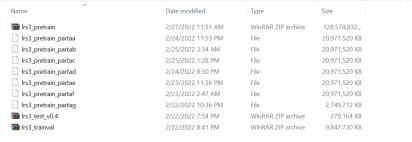 Name Date modified Type Size
lrs3_pretrain 2/27/2022 11:51 AM WinRAR ZIP archive 128,578,832...
lrs3_pretrain_partaa 2/24/2022 11:53 PM File 20,971,520 KB
lrs3_pretrain_partab 2/25/2022 3:34 AM File 20,971,520 KB
lrs3_pretrain_partac 2/25/2022 1:28 PM File 20,971,520 KB
lrs3_pretrain_partad 2/24/2022 8:50 PM File 20,971,520 KB
lrs3_pretrain_partae 2/23/2022 11:36 PM File 20,971,520 KB
lrs3_pretrain_partaf 2/23/2022 2:47 AM File 20,971,520 KB
lrs3_pretrain_partag 2/22/2022 10:36 PM File 2,749,712 KB
lrs3_test_v0.4 2/22/2022 7:54 PM WinRAR ZIP archive 270,164 KB
lrs3_trainval 2/22/2022 8:41 PM WinRAR ZIP archive 9,847,730 KB